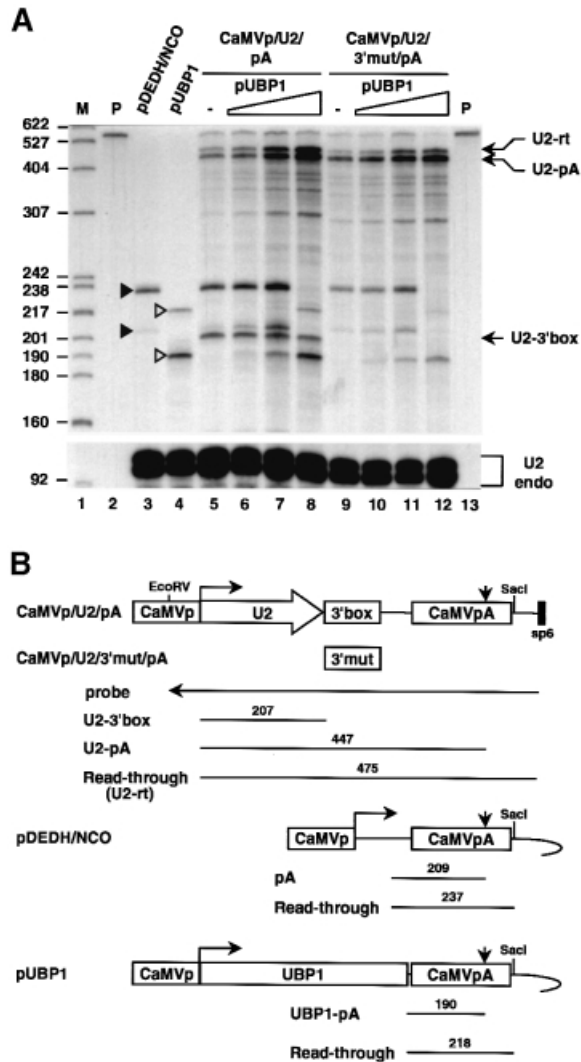 A
CaMVp/U2/
pA
CaMVp/U2/
3'mut/pA
M P pDEDH/NCO pUBP1 - pUBP1 - pUBP1 P
622
527
404
307
242
238
217
201
190
180
160
92
U2-rt
U2-pA
U2-3'box
U2
endo
1 2 3 4 5 6 7 8 9 10 11 12 13
B
EcoRV SacI
CaMVp/U2/pA CaMVp U2 3'box CaMVpA
sp6
CaMVp/U2/3'mut/pA 3'mut
probe
U2-3'box 207
U2-pA 447
Read-through 475
(U2-rt)
SacI
pDEDH/NCO CaMVp CaMVpA
pA 209
Read-through 237
SacI
pUBP1 CaMVp UBP1 CaMVpA
UBP1-pA 190
Read-through 218